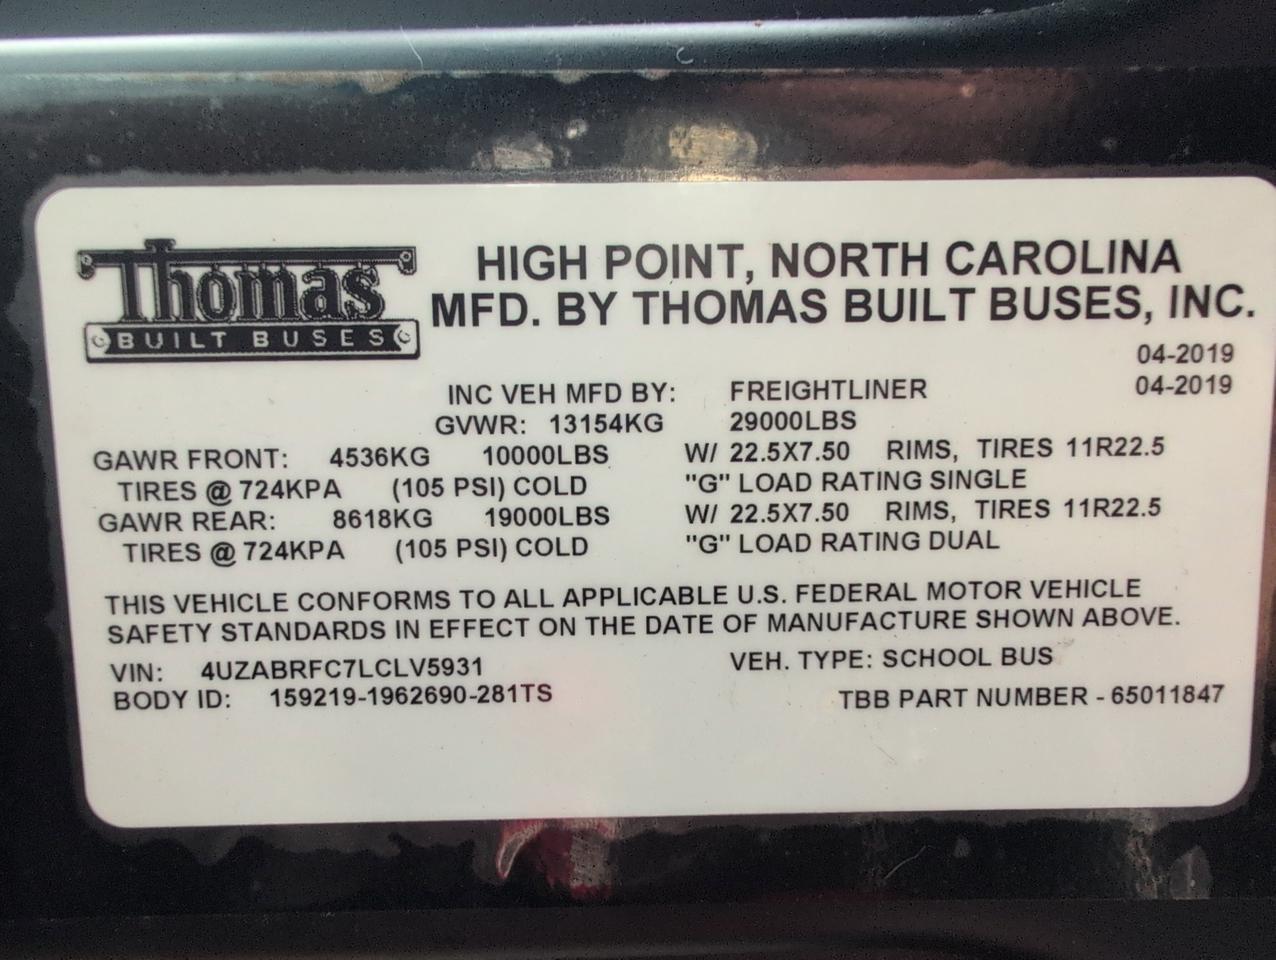 Thomas
BUILT BUSES
HIGH POINT, NORTH CAROLINA
MFD. BY THOMAS BUILT BUSES, INC.
04-2019
INC VEH MFD BY: FREIGHTLINER 04-2019
GVWR: 13154KG 29000LBS
GAWR FRONT: 4536KG 10000LBS W/ 22.5X7.50 RIMS, TIRES 11R22.5
TIRES @ 724KPA (105 PSI) COLD "G" LOAD RATING SINGLE
GAWR REAR: 8618KG 19000LBS W/ 22.5X7.50 RIMS, TIRES 11R22.5
TIRES @ 724KPA (105 PSI) COLD "G" LOAD RATING DUAL
THIS VEHICLE CONFORMS TO ALL APPLICABLE U.S. FEDERAL MOTOR VEHICLE
SAFETY STANDARDS IN EFFECT ON THE DATE OF MANUFACTURE SHOWN ABOVE.
VIN: 4UZABRFC7LCLV5931 VEH. TYPE: SCHOOL BUS
BODY ID: 159219-1962690-281TS TBB PART NUMBER - 65011847